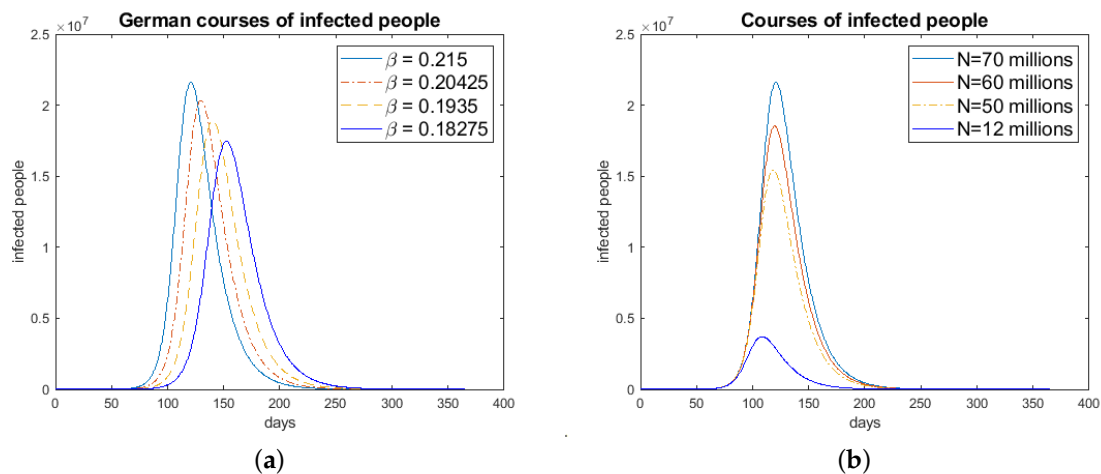 German courses of infected people
×10^7
2.5
2
1.5
1
0.5
0
infected people
0 50 100 150 200 250 300 350 400
days
β = 0.215
β = 0.20425
β = 0.1935
β = 0.18275
(a)
Courses of infected people
×10^7
2.5
2
1.5
1
0.5
0
infected people
0 50 100 150 200 250 300 350 400
days
N=70 millions
N=60 millions
N=50 millions
N=12 millions
(b)